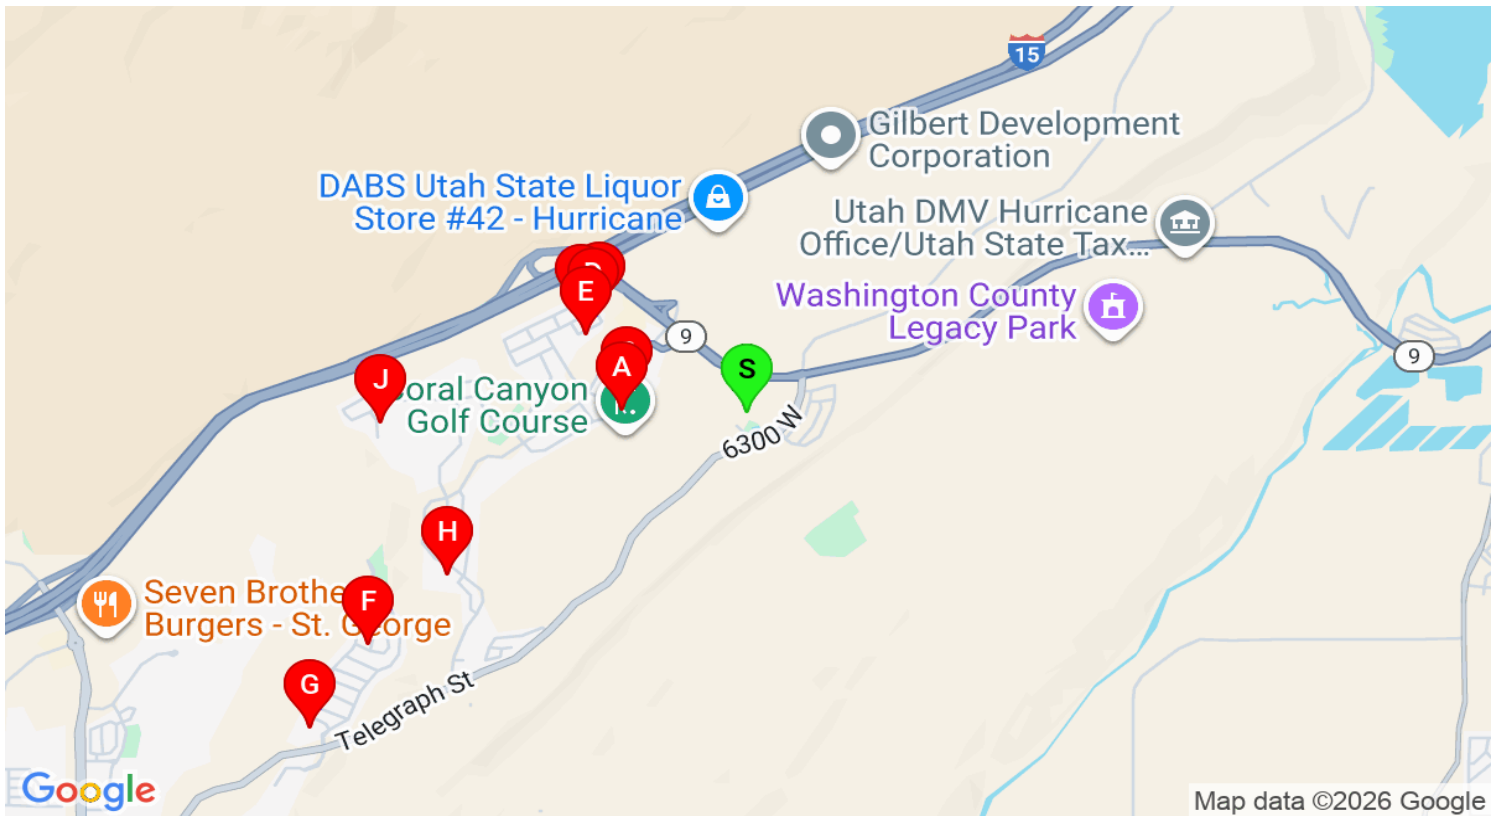 15
Gilbert Development
Corporation
DABS Utah State Liquor
Store #42 - Hurricane
Utah DMV Hurricane
Office/Utah State Tax...
E
Washington County
Legacy Park
9
9
S
A
J
Coral Canyon
Golf Course
6300 W
H
Seven Brothe
Burgers - St. George
F
G
Telegraph St
Google
Map data ©2026 Google